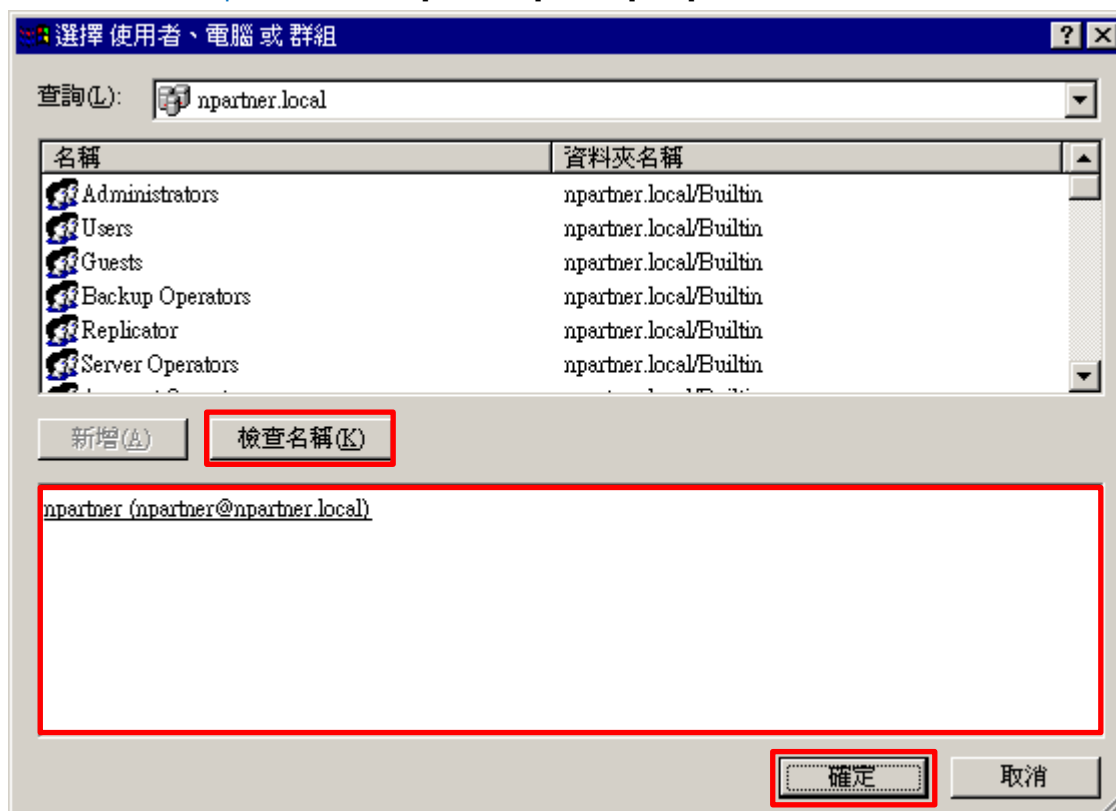 選擇 使用者、電腦 或 群組
查詢(L): npartner.local
名稱 資料夾名稱
Administrators npartner.local/Builtin
Users npartner.local/Builtin
Guests npartner.local/Builtin
Backup Operators npartner.local/Builtin
Replicator npartner.local/Builtin
Server Operators npartner.local/Builtin
新增(A) 檢查名稱(K)
npartner (npartner@npartner.local)
確定 取消